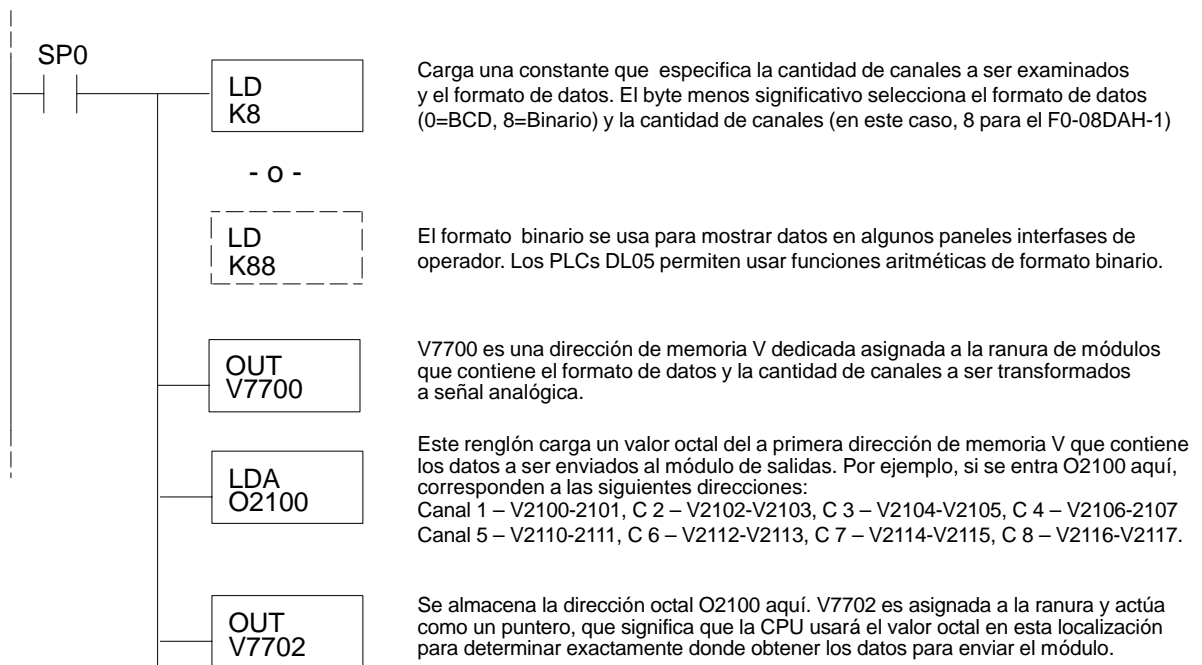 SP0
LD
K8
Carga una constante que especifica la cantidad de canales a ser examinados
y el formato de datos. El byte menos significativo selecciona el formato de datos
(0=BCD, 8=Binario) y la cantidad de canales (en este caso, 8 para el F0-08DAH-1)
- o -
LD
K88
El formato binario se usa para mostrar datos en algunos paneles interfases de
operador. Los PLCs DL05 permiten usar funciones aritméticas de formato binario.
OUT
V7700
V7700 es una dirección de memoria V dedicada asignada a la ranura de módulos
que contiene el formato de datos y la cantidad de canales a ser transformados
a señal analógica.
LDA
O2100
Este renglón carga un valor octal del a primera dirección de memoria V que contiene
los datos a ser enviados al módulo de salidas. Por ejemplo, si se entra O2100 aquí,
corresponden a las siguientes direcciones:
Canal 1 – V2100-2101, C 2 – V2102-V2103, C 3 – V2104-V2105, C 4 – V2106-2107
Canal 5 – V2110-2111, C 6 – V2112-V2113, C 7 – V2114-V2115, C 8 – V2116-V2117.
OUT
V7702
Se almacena la dirección octal O2100 aquí. V7702 es asignada a la ranura y actúa
como un puntero, que significa que la CPU usará el valor octal en esta localización
para determinar exactamente donde obtener los datos para enviar el módulo.